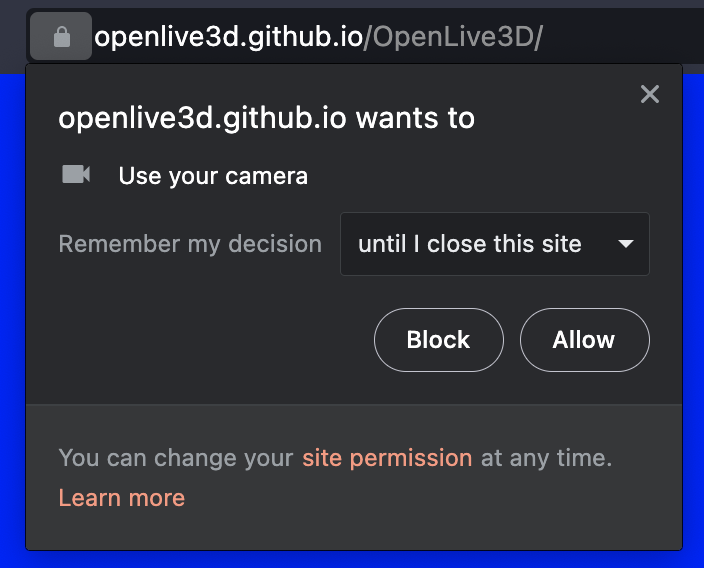 openlive3d.github.io/OpenLive3D/
openlive3d.github.io wants to
Use your camera
Remember my decision until I close this site
Block Allow
You can change your site permission at any time.
Learn more